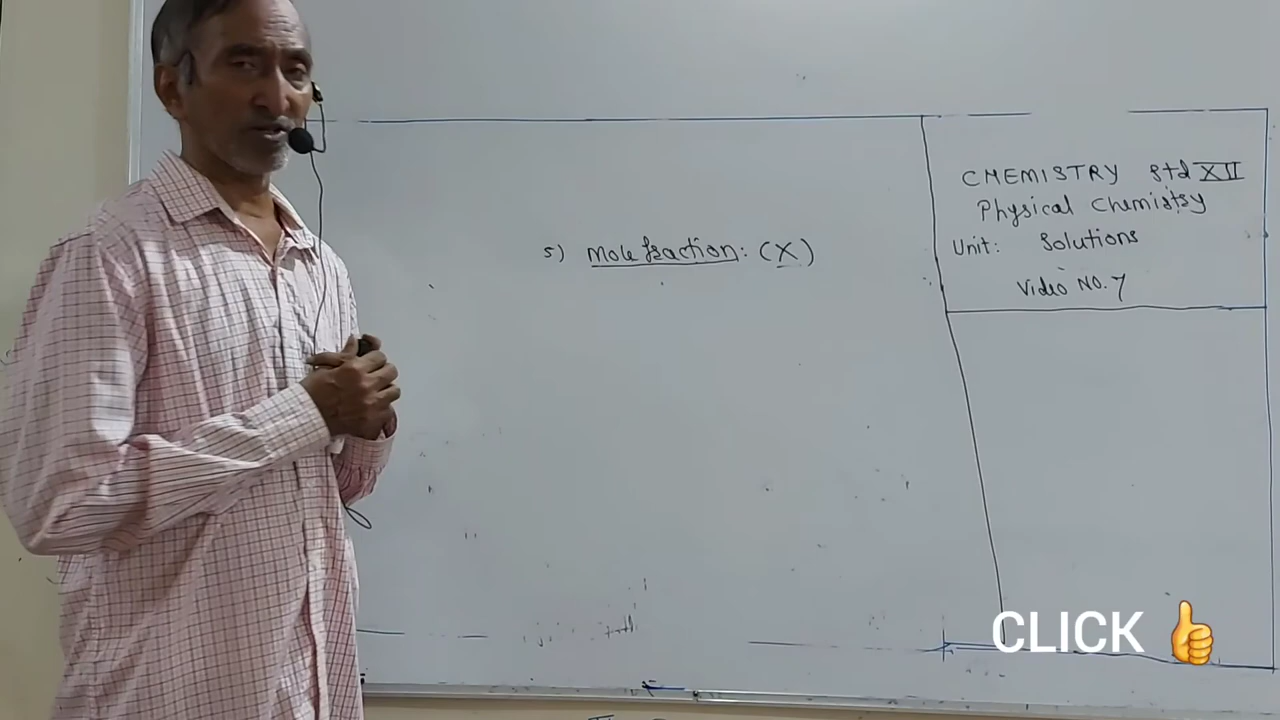 5) Mole fraction: (X)
CHEMISTRY Std XII
Physical Chemistry
Unit: Solutions
Video NO. 7
CLICK 👍